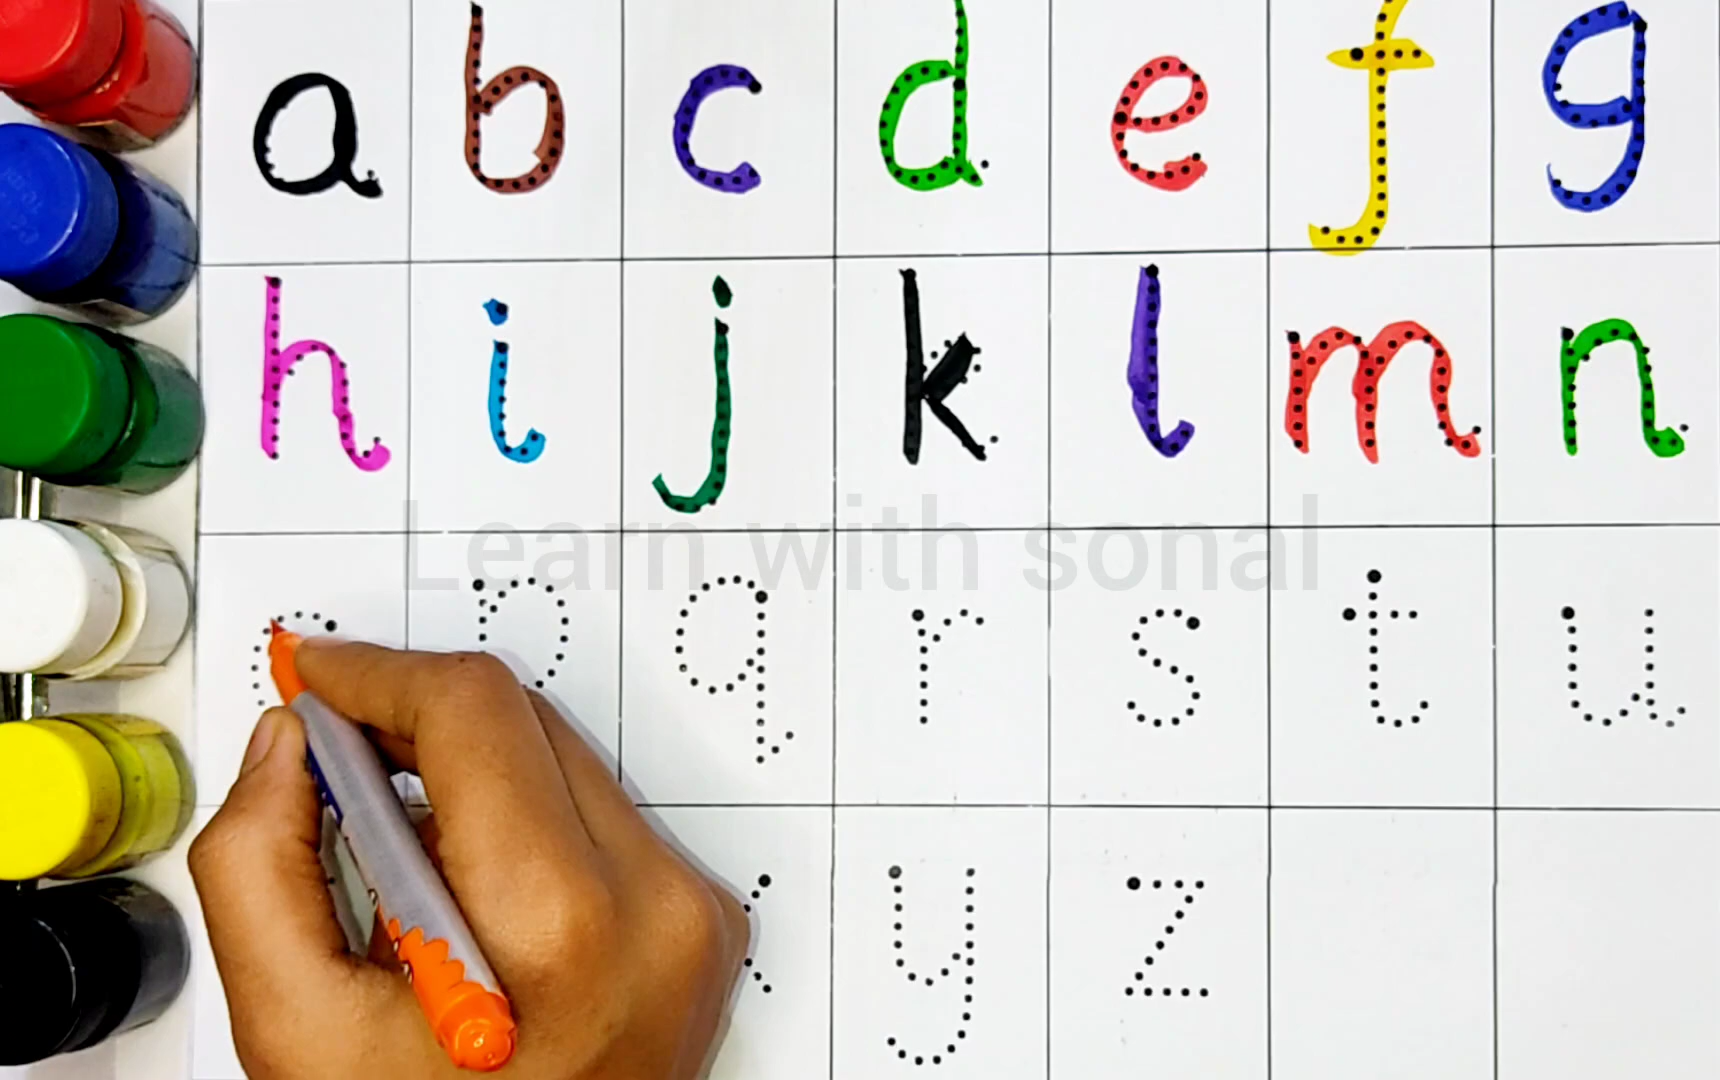 a b c d e f g
h i j k l m n
Learn with sonal
p q r s t u
y z